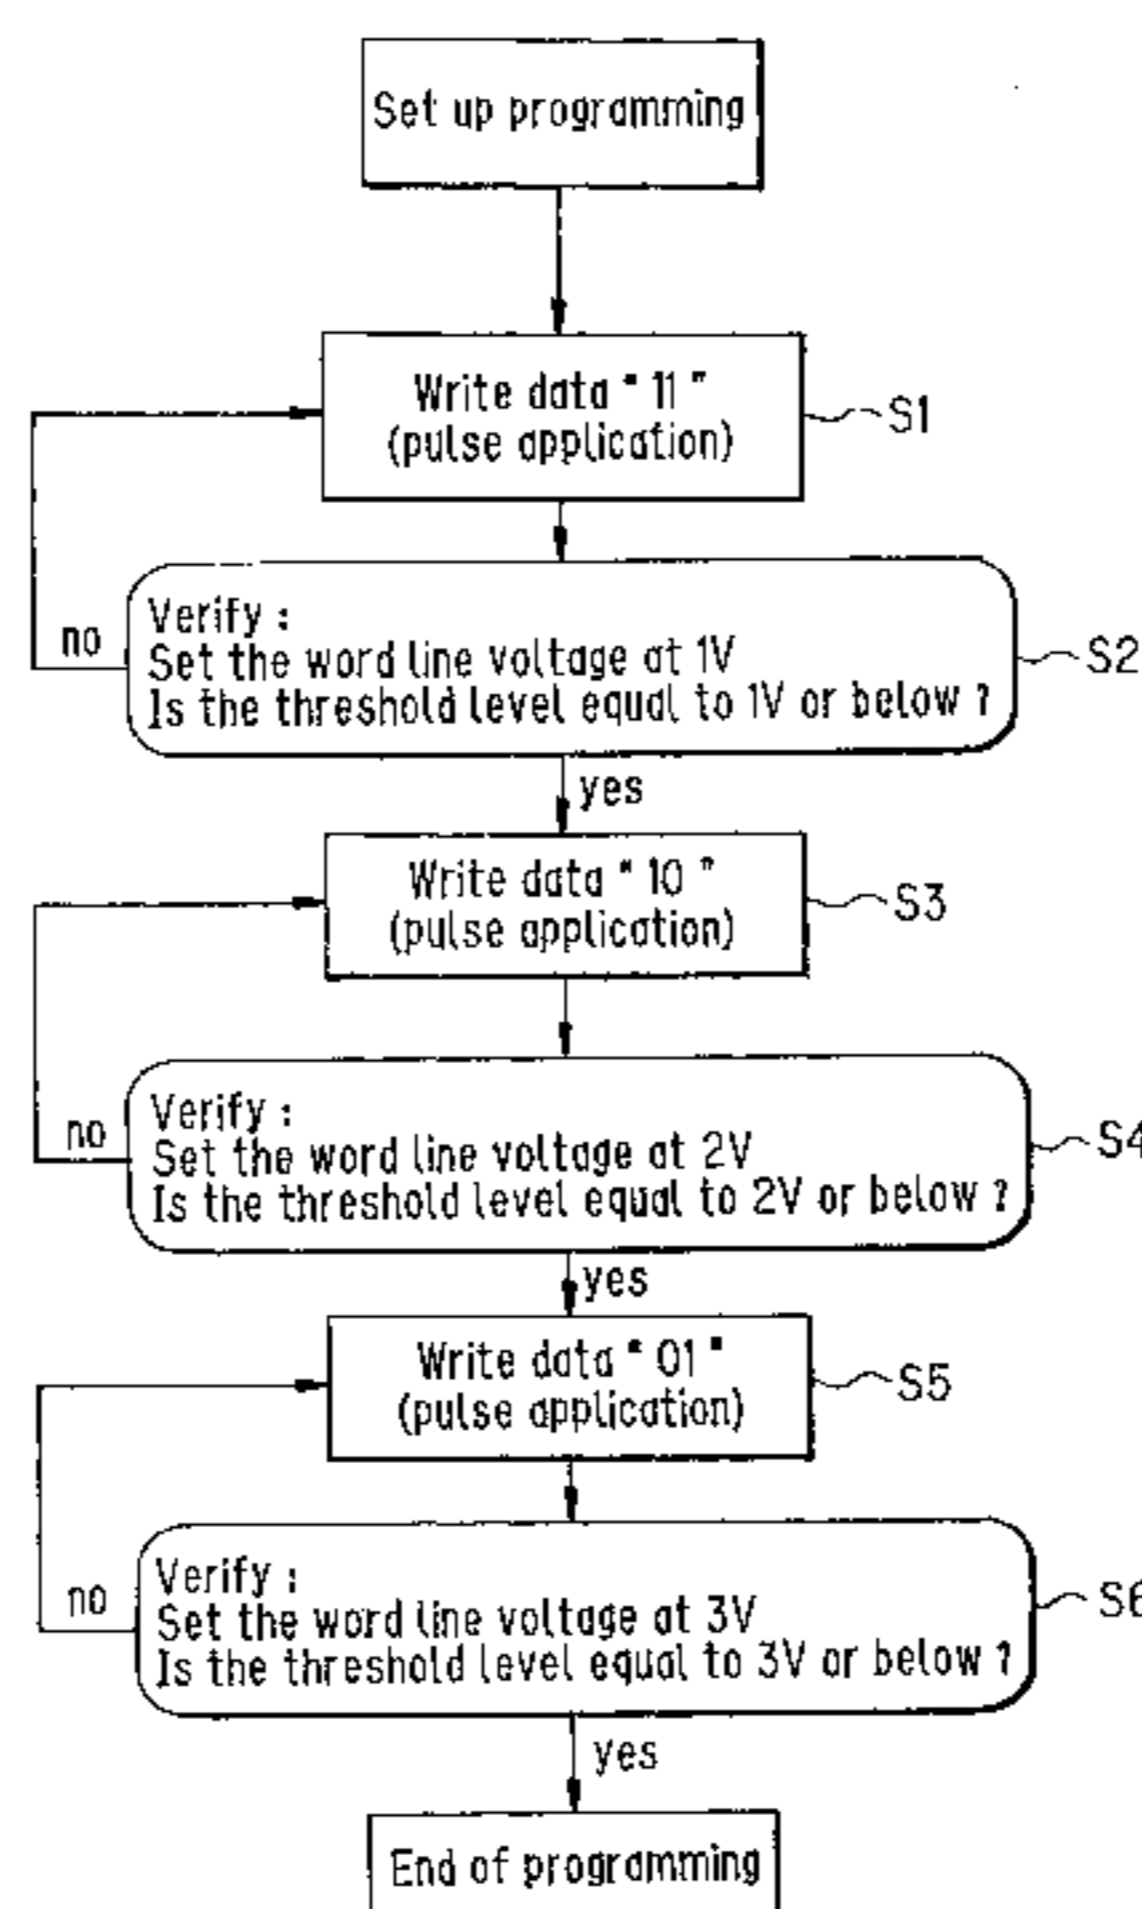 Set up programming
Write data "11"
(pulse application)
S1
Verify :
Set the word line voltage at 1V
Is the threshold level equal to 1V or below ?
S2
no
yes
Write data "10"
(pulse application)
S3
Verify :
Set the word line voltage at 2V
Is the threshold level equal to 2V or below ?
S4
no
yes
Write data "01"
(pulse application)
S5
Verify :
Set the word line voltage at 3V
Is the threshold level equal to 3V or below ?
S6
no
yes
End of programming